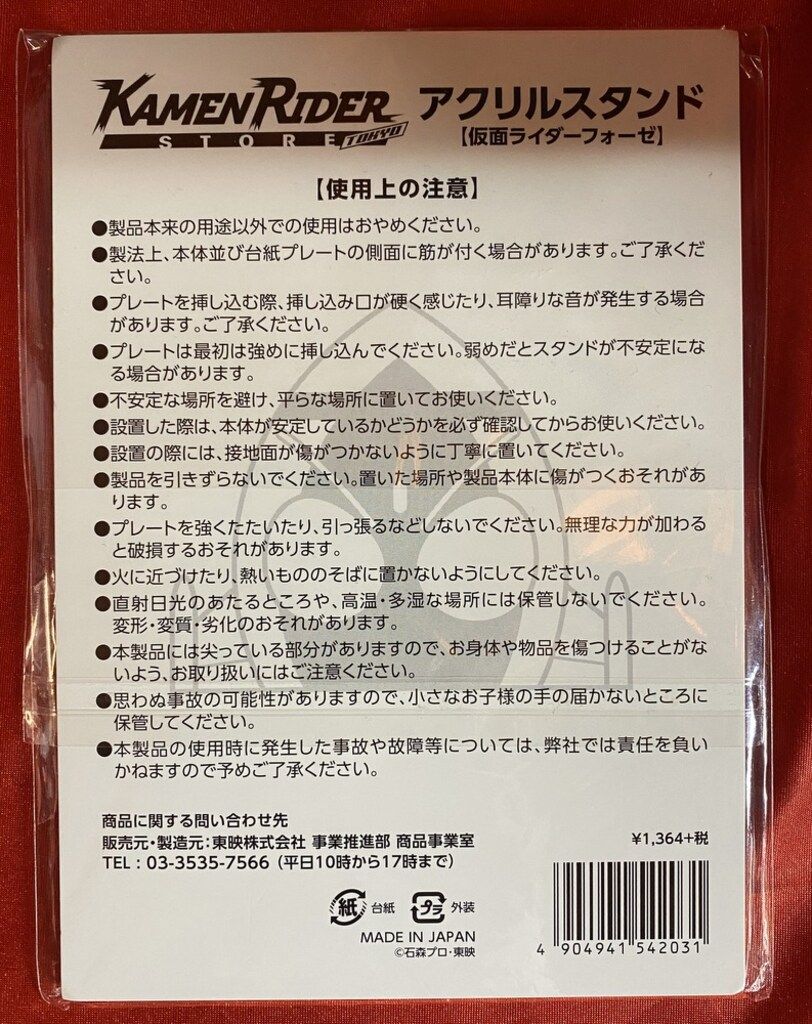 KAMEN RIDER
STORE TOKYO
アクリルスタンド
【仮面ライダーフォーゼ】
【使用上の注意】
●製品本来の用途以外での使用はおやめください。
●製法上、本体並び台紙プレートの側面に筋が付く場合があります。ご了承くだ
さい。
●プレートを挿し込む際、挿し込み口が硬く感じたり、耳障りな音が発生する場合
があります。ご了承ください。
●プレートは最初は強めに挿し込んでください。弱めだとスタンドが不安定にな
る場合があります。
●不安定な場所を避け、平らな場所に置いてお使いください。
●設置した際は、本体が安定しているかどうかを必ず確認してからお使いください。
●設置の際には、接地面が傷がつかないように丁寧に置いてください。
●製品を引きずらないでください。置いた場所や製品本体に傷がつくおそれがあ
ります。
●プレートを強くたたいたり、引っ張るなどしないでください。無理な力が加わる
と破損するおそれがあります。
●火に近づけたり、熱いもののそばに置かないようにしてください。
●直射日光のあたるところや、高温・多湿な場所には保管しないでください。
変形・変質・劣化のおそれがあります。
●本製品には尖っている部分がありますので、お身体や物品を傷つけることがな
いよう、お取り扱いにはご注意ください。
●思わぬ事故の可能性がありますので、小さなお子様の手の届かないところに
保管してください。
●本製品の使用時に発生した事故や故障等については、弊社では責任を負い
かねますので予めご了承ください。
商品に関する問い合わせ先
販売元・製造元:東映株式会社 事業推進部 商品事業室
TEL : 03-3535-7566 (平日10時から17時まで)
¥1,364+税
紙 台紙 プラ 外装
MADE IN JAPAN
©石森プロ・東映
4 904941 542031